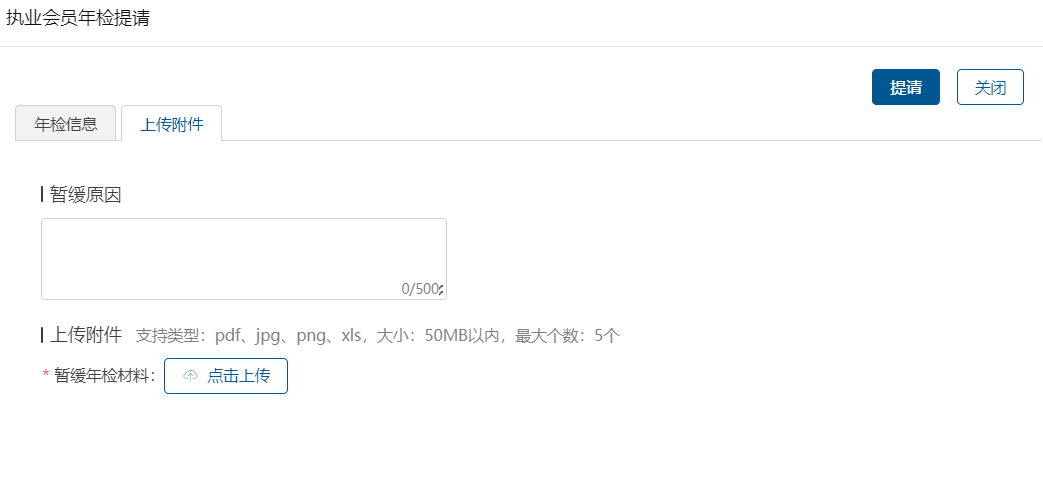 执业会员年检提请
提请 关闭
年检信息 上传附件
暂缓原因
0/500
上传附件 支持类型：pdf、jpg、png、xls，大小：50MB以内，最大个数：5个
* 暂缓年检材料： 点击上传